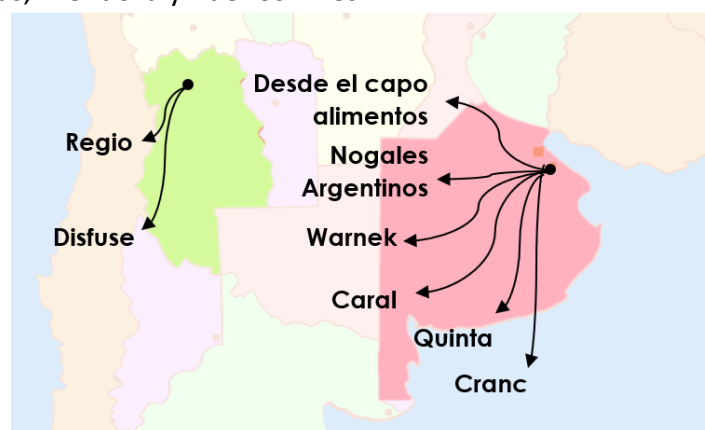 Desde el capo
alimentos
Regio
Nogales
Argentinos
Disfuse
Warnek
Caral
Quinta
Cranc